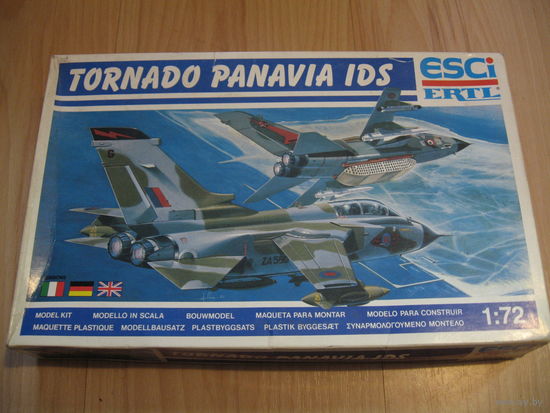 TORNADO PANAVIA IDS
ESCI
ERTL
G
ZA59
MODEL KIT MODELLO IN SCALA BOUWMODEL MAQUETA PARA MONTAR MODELO PARA CONSTRUIR
MAQUETTE PLASTIQUE MODELLBAUSATZ PLASTBYGGSATS PLASTIK BYGGESÆT ΣΥΝΑΡΜΟΛΟΓΟΥΜΕΝΟ ΜΟΝΤΕΛΟ
1:72
TORNADO PANAVIA IDS